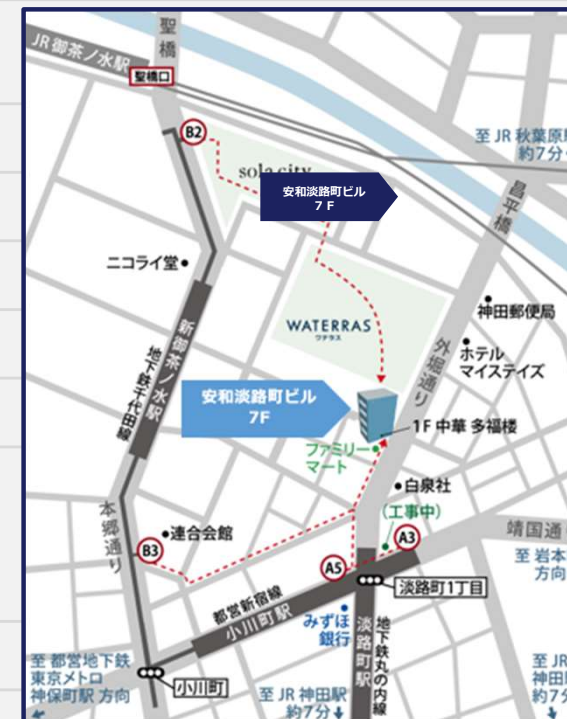 聖橋
JR 御茶ノ水駅
聖橋口
B2
sola city
至 JR 秋葉原
約7分
安和淡路町ビル
7 F
昌平橋
ニコライ堂
神田郵便局
WATERRAS
ワテラス
外堀通り
ホテル
マイステイズ
新御茶ノ水駅
地下鉄千代田線
安和淡路町ビル
7F
1F 中華 多福楼
ファミリー
マート
白泉社
(工事中)
本郷通り
連合会館
B3
A3
靖国通
至 岩本
方向
A5
淡路町1丁目
都営新宿線
小川町駅
みずほ
銀行
淡路町駅
地下鉄丸の内線
至 都営地下鉄
東京メトロ
神保町駅 方向
小川町
至 JR 神田駅
約7分
至 JR
神田
約7分